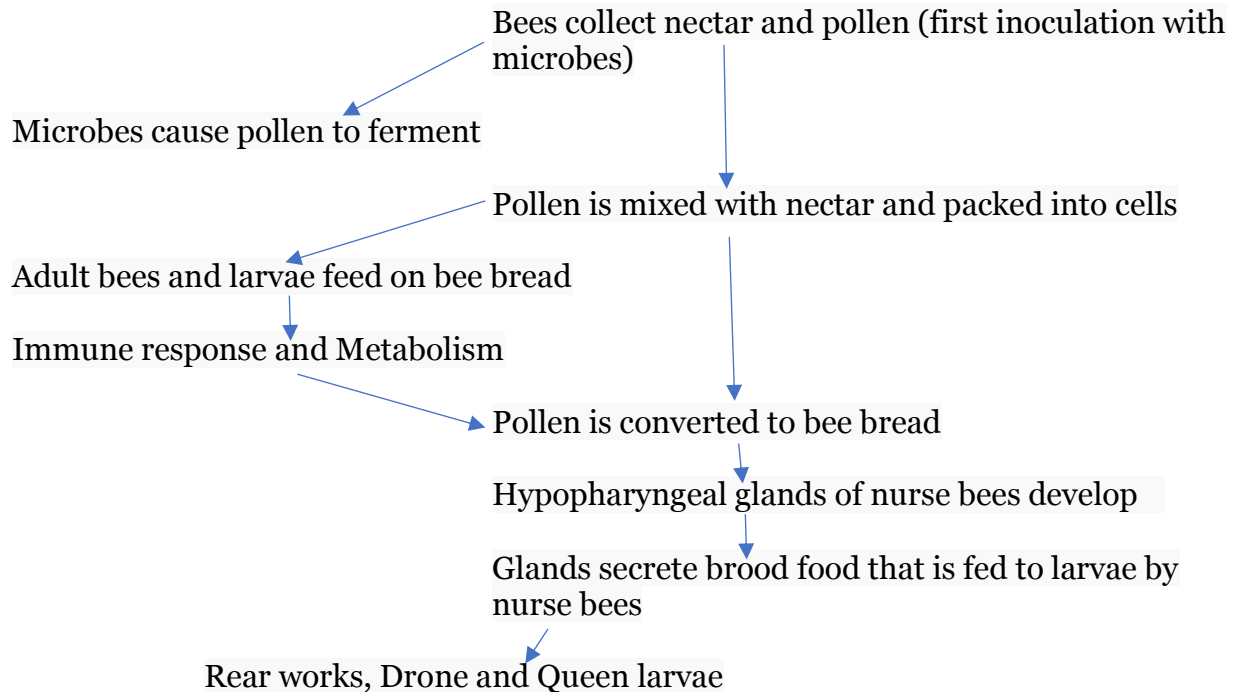 Bees collect nectar and pollen (first inoculation with
microbes)
Microbes cause pollen to ferment
Pollen is mixed with nectar and packed into cells
Adult bees and larvae feed on bee bread
Immune response and Metabolism
Pollen is converted to bee bread
Hypopharyngeal glands of nurse bees develop
Glands secrete brood food that is fed to larvae by
nurse bees
Rear works, Drone and Queen larvae